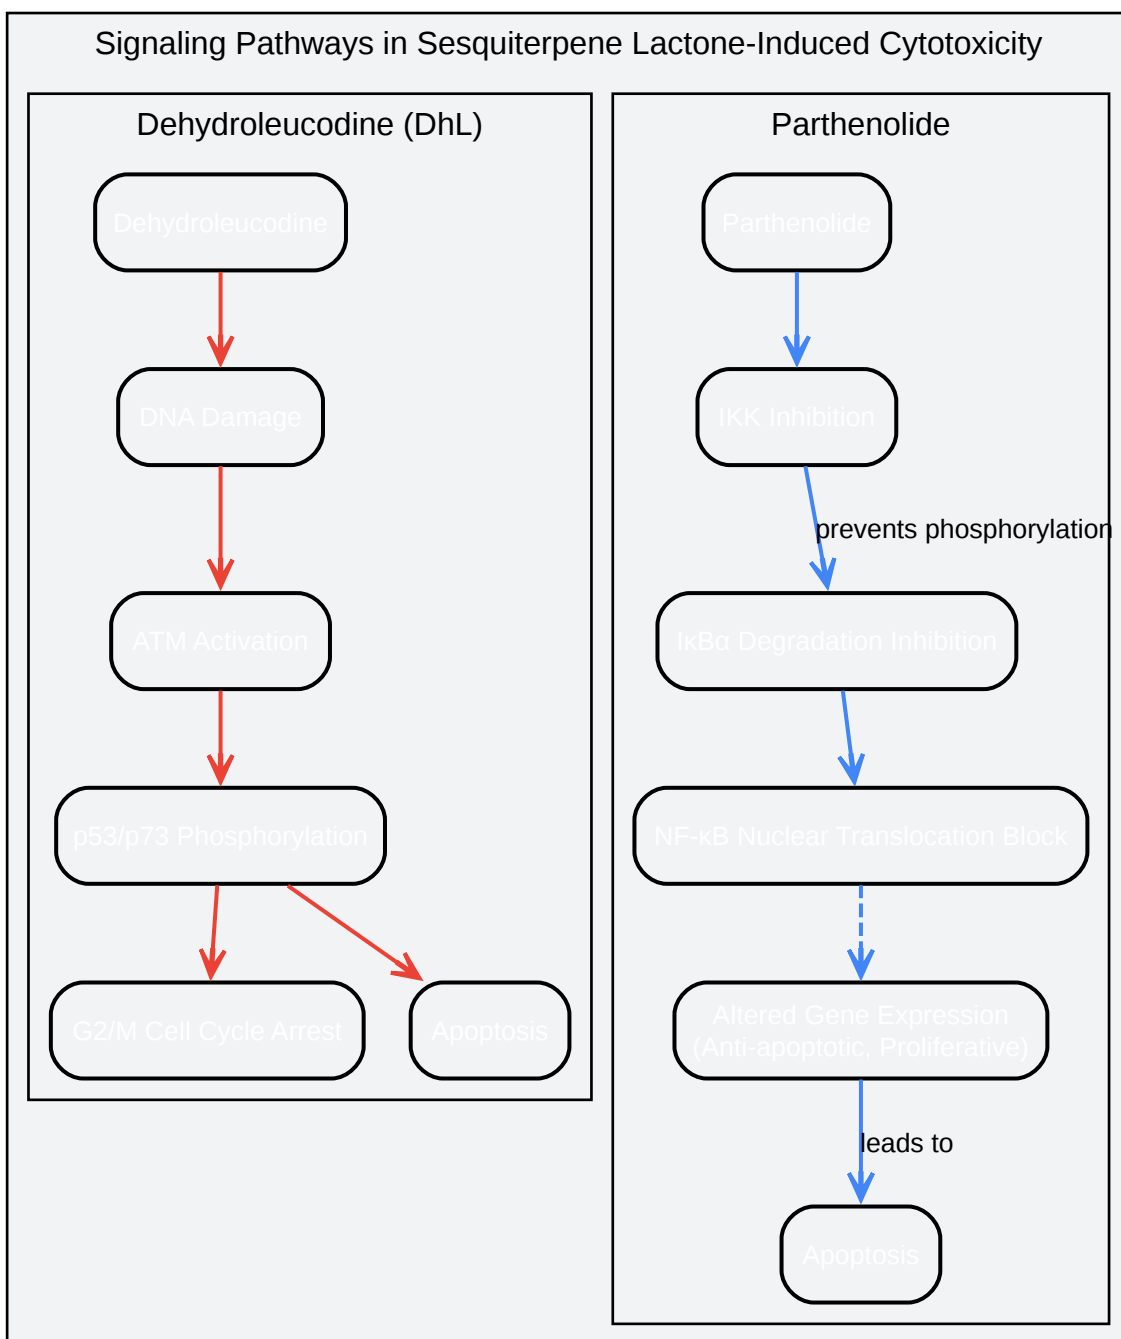 Signaling Pathways in Sesquiterpene Lactone-Induced Cytotoxicity
Dehydroleucodine (DhL)
Dehydroleucodine
DNA Damage
ATM Activation
p53/p73 Phosphorylation
G2/M Cell Cycle Arrest
Apoptosis
Parthenolide
Parthenolide
IKK Inhibition
prevents phosphorylation
IκBα Degradation Inhibition
NF-κB Nuclear Translocation Block
Altered Gene Expression
(Anti-apoptotic, Proliferative)
leads to
Apoptosis